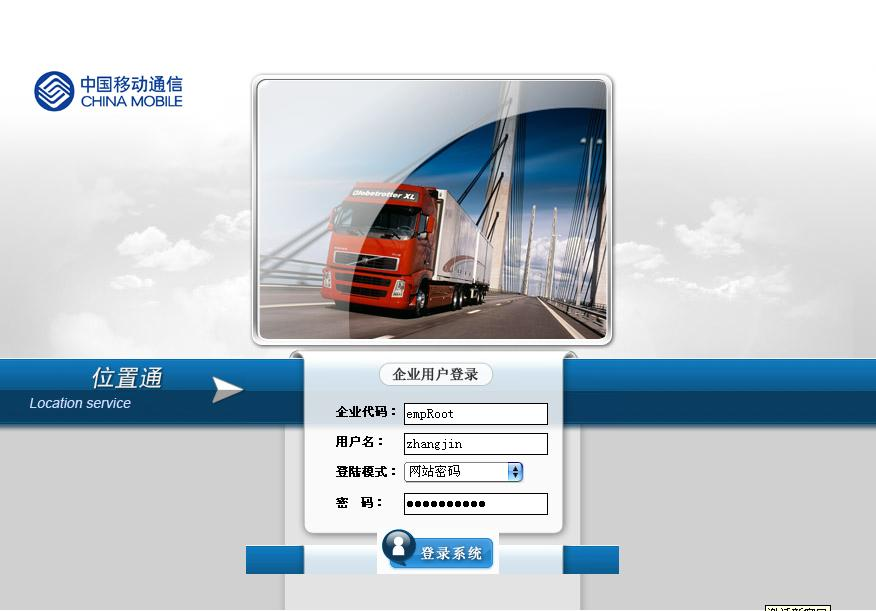 中国移动通信
CHINA MOBILE
Globetrotter XL
位置通
Location service
企业用户登录
企业代码：empRoot
用户名：zhangjin
登陆模式：网站密码
密 码：●●●●●●●●●●
登录系统